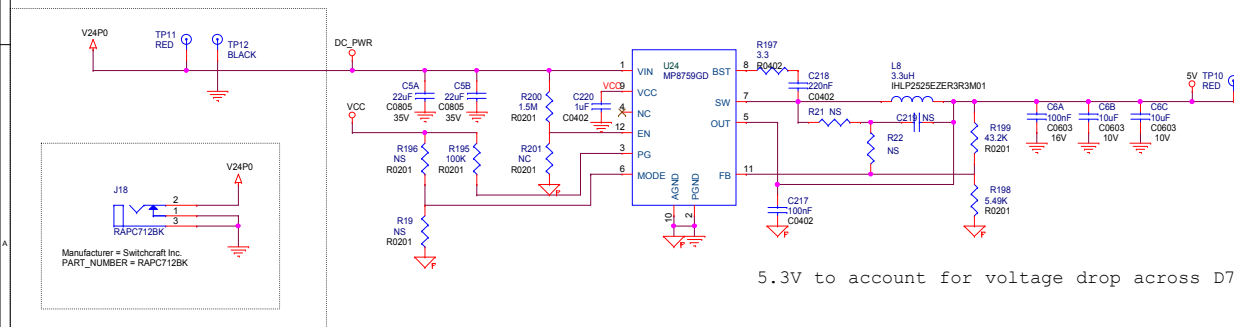 V24P0
TP11
RED
TP12
BLACK
DC_PWR
C5A
22uF
C0805
35V
C5B
22uF
C0805
35V
R200
1.5M
R0201
VCC
C220
1uF
C0402
VCC
R196
NS
R0201
R195
100K
R0201
R201
NC
R0201
R19
NS
R0201
U24
MP8759GD
1
VIN
9
VCC
4
NC
12
EN
3
PG
6
MODE
BST
8
SW
7
OUT
5
FB
11
AGND
PGND
10
2
R197
3.3
R0402
C218
220nF
C0402
L8
3.3uH
IHLP2525EZER3R3M01
R21 NS
C219 NS
R22
NS
C217
100nF
C0402
R199
43.2K
R0201
R198
5.49K
R0201
C6A
100nF
C0603
16V
C6B
10uF
C0603
10V
C6C
10uF
C0603
10V
5V
TP10
RED
V24P0
J18
2
1
3
RAPC712BK
Manufacturer = Switchcraft Inc.
PART_NUMBER = RAPC712BK
A
P
P
P
P
P
5.3V to account for voltage drop across D7